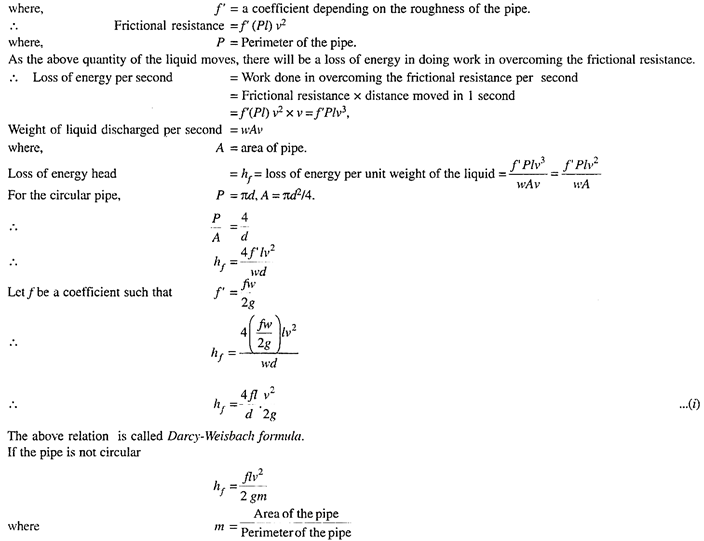 where, f' = a coefficient depending on the roughness of the pipe.
∴ Frictional resistance = f' (Pl) v²
where, P = Perimeter of the pipe.
As the above quantity of the liquid moves, there will be a loss of energy in doing work in overcoming the frictional resistance.
∴ Loss of energy per second = Work done in overcoming the frictional resistance per second
= Frictional resistance × distance moved in 1 second
= f'(Pl) v² × v = f'Plv³,
Weight of liquid discharged per second = wAv
where, A = area of pipe.
Loss of energy head = h_f = loss of energy per unit weight of the liquid = f' Plv³ / wAv = f' Plv² / wA
For the circular pipe, P = πd, A = πd²/4.
∴ P/A = 4/d
∴ h_f = 4f' lv² / wd
Let f be a coefficient such that f' = fw / 2g
∴ h_f = 4(fw / 2g) lv² / wd
∴ h_f = 4fl / d . v² / 2g ...(i)
The above relation is called Darcy-Weisbach formula.
If the pipe is not circular
h_f = flv² / 2 gm
where m = Area of the pipe / Perimeter of the pipe